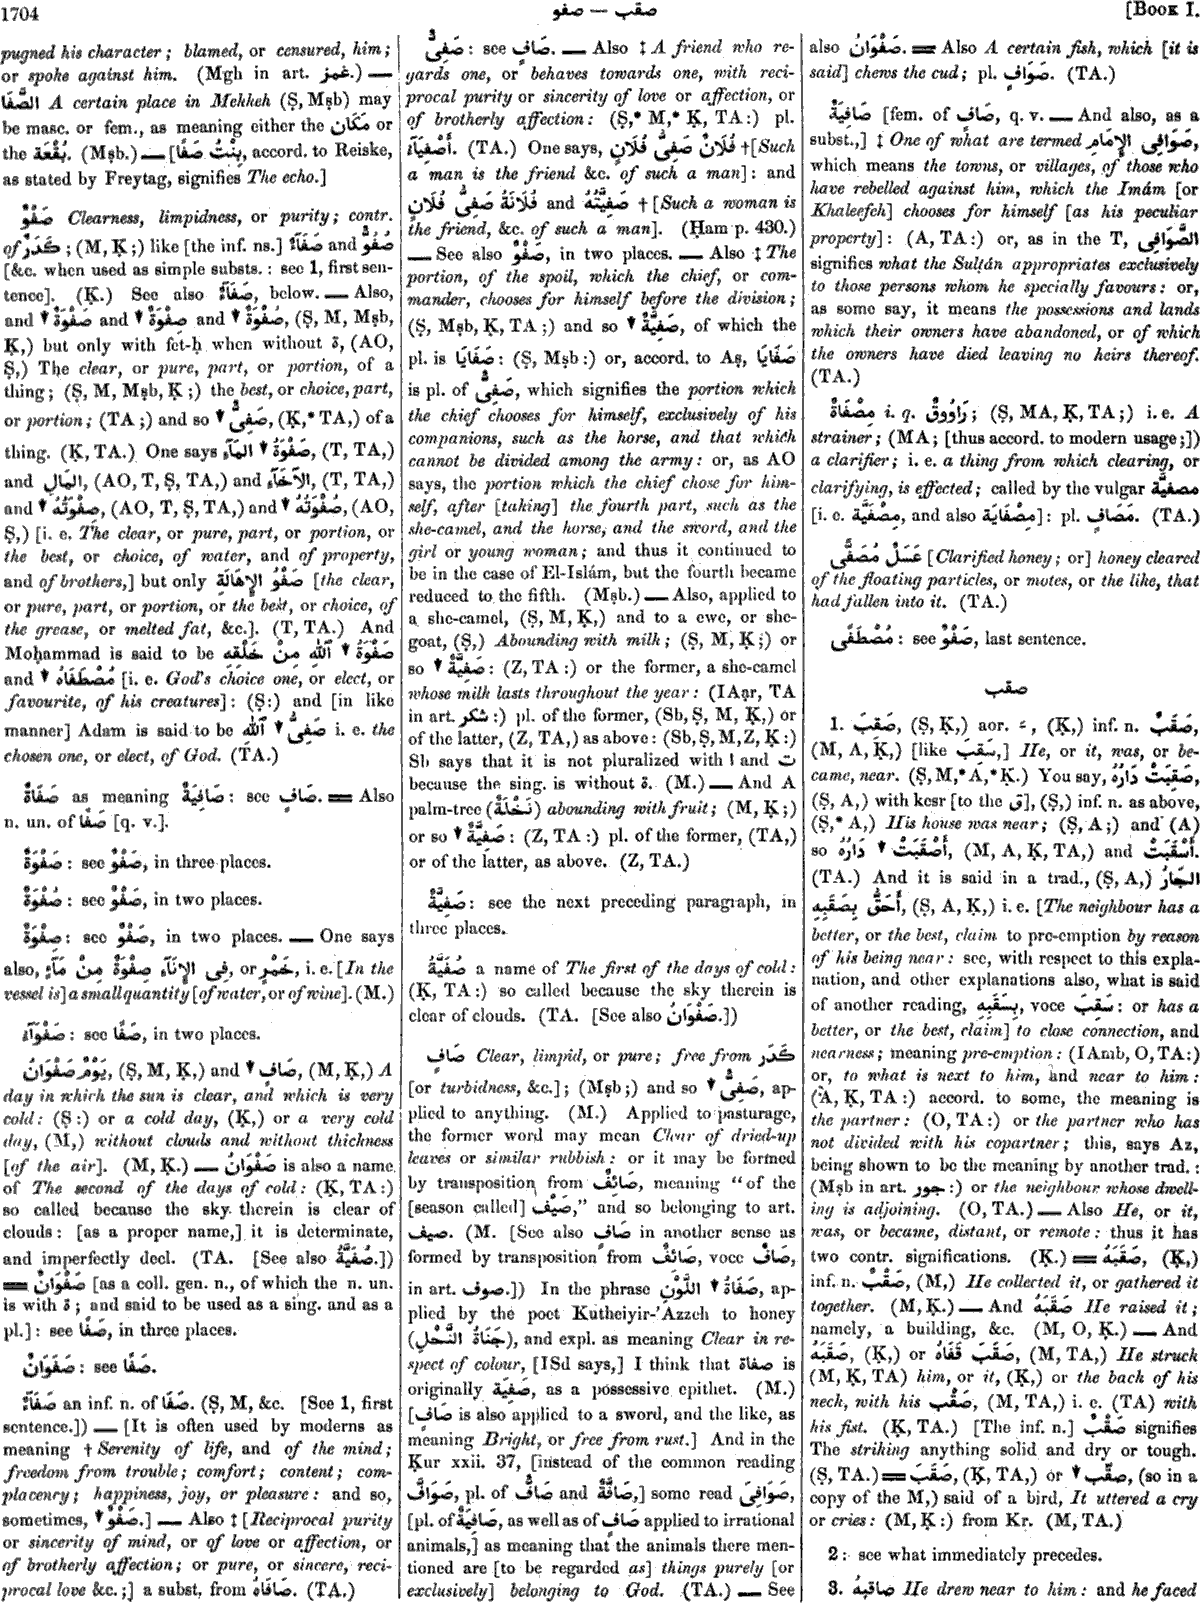 1704
صقب — صفو
[BOOK I.
pugned his character; blamed, or censured, him;
or spoke against him. (Mgh in art. غمز.) —
الصَّفَا A certain place in Mekkeh (Ṣ, Mṣb) may
be masc. or fem., as meaning either the مَكَان or
the بُقْعَة. (Mṣb.) — [بِنْتُ صَفًا, accord. to Reiske,
as stated by Freytag, signifies The echo.]
صَفْوٌ Clearness, limpidness, or purity; contr.
of كَدَرٌ; (M, Ḳ;) like [the inf. ns.] صَفَآءٌ and صُفُوٌّ
[&c. when used as simple substs.: see 1, first sen-
tence]. (Ḳ.) See also صَفَآءٌ, below. — Also,
and ↓ صَفْوَةٌ and ↓ صِفْوَةٌ and ↓ صُفْوَةٌ, (Ṣ, M, Mṣb,
Ḳ,) but only with fet-ḥ when without ة, (AO,
Ṣ,) The clear, or pure, part, or portion, of a
thing; (Ṣ, M, Mṣb, Ḳ;) the best, or choice, part,
or portion; (TA;) and so ↓ صَفِىٌّ, (Ḳ,* TA,) of a
thing. (Ḳ, TA.) One says صَفْوَةُ ↓ المَآءِ, (T, TA,)
and المَالِ, (AO, T, Ṣ, TA,) and الإِخَآءِ, (T, TA,)
and ↓ صِفْوَتُهُ, (AO, T, Ṣ, TA,) and ↓ صُفْوَتُهُ, (AO,
Ṣ,) [i. e. The clear, or pure, part, or portion, or
the best, or choice, of water, and of property,
and of brothers,] but only صَفْوُ الإِهَالَةِ [the clear,
or pure, part, or portion, or the best, or choice, of
the grease, or melted fat, &c.]. (T, TA.) And
Moḥammad is said to be صَفْوَةُ ↓ ٱللّٰهِ مِنْ خَلْقِهِ
and ↓ مُصْطَفَاهُ [i. e. God's choice one, or elect, or
favourite, of his creatures]: (Ṣ:) and [in like
manner] Adam is said to be صَفِىُّ ↓ ٱللّٰهِ i. e. the
chosen one, or elect, of God. (TA.)
صَفَاةٌ as meaning صَافِيَةٌ: see صَافٍ. = Also
n. un. of صَفًا [q. v.].
صَفْوَةٌ: see صَفْوٌ, in three places.
صُفْوَةٌ: see صَفْوٌ, in two places.
صِفْوَةٌ: see صَفْوٌ, in two places. — One says
also, فِى الإِنَآءِ صِفْوَةٌ مِنْ مَآءٍ, or خَمْرٍ, i. e. [In the
vessel is] a small quantity [of water, or of wine]. (M.)
صَفْوَآءُ: see صَفًا, in two places.
يَوْمٌ صَفْوَانُ, (Ṣ, M, Ḳ,) and ↓ صَافٍ, (M, Ḳ,) A
day in which the sun is clear, and which is very
cold: (Ṣ:) or a cold day, (Ḳ,) or a very cold
day, (M,) without clouds and without thickness
[of the air]. (M, Ḳ.) — صَفْوَانُ is also a name
of The second of the days of cold: (Ḳ, TA:)
so called because the sky therein is clear of
clouds: [as a proper name,] it is determinate,
and imperfectly decl. (TA. [See also صُفَيَّةُ.])
= صَفْوَانٌ [as a coll. gen. n., of which the n. un.
is with ة; and said to be used as a sing. and as a
pl.]: see صَفًا, in three places.
صَفَوَانٌ: see صَفًا.
صَفَآءٌ an inf. n. of صَفَا. (Ṣ, M, &c. [See 1, first
sentence.]) — [It is often used by moderns as
meaning † Serenity of life, and of the mind;
freedom from trouble; comfort; content; com-
placency; happiness, joy, or pleasure: and so,
sometimes, ↓ صَفْوٌ.] — Also ‡ [Reciprocal purity
or sincerity of mind, or of love or affection, or
of brotherly affection; or pure, or sincere, reci-
procal love &c.;] a subst. from صَافَاهُ. (TA.)
صَفِىٌّ: see صَافٍ. — Also ‡ A friend who re-
gards one, or behaves towards one, with reci-
procal purity or sincerity of love or affection, or
of brotherly affection: (Ṣ,* M,* Ḳ, TA:) pl.
أَصْفِيَآءُ. (TA.) One says, فُلَانٌ صَفِىُّ فُلَانٍ † [Such
a man is the friend &c. of such a man]: and
فُلَانَةُ صَفِىُّ فُلَانٍ and صَفِيَّتُهُ † [Such a woman is
the friend, &c. of such a man]. (Ḥam p. 430.)
— See also صَفْوٌ, in two places. — Also ‡ The
portion, of the spoil, which the chief, or com-
mander, chooses for himself before the division;
(Ṣ, Mṣb, Ḳ, TA;) and so ↓ صَفِيَّةٌ, of which the
pl. is صَفَايَا: (Ṣ, Mṣb:) or, accord. to Aṣ, صَفَايَا
is pl. of صَفِىٌّ, which signifies the portion which
the chief chooses for himself, exclusively of his
companions, such as the horse, and that which
cannot be divided among the army: or, as AO
says, the portion which the chief chose for him-
self, after [taking] the fourth part, such as the
she-camel, and the horse, and the sword, and the
girl or young woman; and thus it continued to
be in the case of El-Islám, but the fourth became
reduced to the fifth. (Mṣb.) — Also, applied to
a she-camel, (Ṣ, M, Ḳ,) and to a ewe, or she-
goat, (Ṣ,) Abounding with milk; (Ṣ, M, Ḳ;) or
so ↓ صَفِيَّةٌ: (Z, TA:) or the former, a she-camel
whose milk lasts throughout the year: (IAạr, TA
in art. شكر:) pl. of the former, (Sb, Ṣ, M, Ḳ,) or
of the latter, (Z, TA,) as above: (Sb, Ṣ, M, Z, Ḳ:)
Sb says that it is not pluralized with ا and ت
because the sing. is without ة. (M.) — And A
palm-tree (نَخْلَةٌ) abounding with fruit; (M, Ḳ;)
or so ↓ صَفِيَّةٌ: (Z, TA:) pl. of the former, (TA,)
or of the latter, as above. (Z, TA.)
صَفِيَّةٌ: see the next preceding paragraph, in
three places.
صُفَيَّةُ a name of The first of the days of cold:
(Ḳ, TA:) so called because the sky therein is
clear of clouds. (TA. [See also صَفْوَانُ.])
صَافٍ Clear, limpid, or pure; free from كَدَر
[or turbidness, &c.]; (Mṣb;) and so ↓ صَفِىٌّ, ap-
plied to anything. (M.) Applied to pasturage,
the former word may mean Clear of dried-up
leaves or similar rubbish: or it may be formed
by transposition from صَائِفٌ, meaning "of the
[season called] صَيْف," and so belonging to art.
صيف. (M. [See also صَافٍ in another sense as
formed by transposition from صَائِفٌ, voce صَافٌ,
in art. صوف.]) In the phrase صَفَاةُ ↓ اللَّوْنِ, ap-
plied by the poet Kutheiyir-'Azzeh to honey
(جَنَاةُ النَّحْلِ), and expl. as meaning Clear in re-
spect of colour, [ISd says,] I think that صفاة is
originally صَفِيَة, as a possessive epithet. (M.)
[صَافٍ is also applied to a sword, and the like, as
meaning Bright, or free from rust.] And in the
Ḳur xxii. 37, [instead of the common reading
صَوَافَّ, pl. of صَافٌّ and صَافَّةٌ,] some read صَوَافِىَ,
[pl. of صَافِيَةٌ, as well as of صَافٍ applied to irrational
animals,] as meaning that the animals there men-
tioned are [to be regarded as] things purely [or
exclusively] belonging to God. (TA.) — See
also صَفْوَانُ. = Also A certain fish, which [it is
said] chews the cud; pl. صَوَافٍ. (TA.)
صَافِيَةٌ [fem. of صَافٍ, q. v. — And also, as a
subst.,] ‡ One of what are termed صَوَافِى الإِمَامِ,
which means the towns, or villages, of those who
have rebelled against him, which the Imám [or
Khaleefeh] chooses for himself [as his peculiar
property]: (A, TA:) or, as in the T, الصَّوَافِى
signifies what the Sulṭán appropriates exclusively
to those persons whom he specially favours: or,
as some say, it means the possessions and lands
which their owners have abandoned, or of which
the owners have died leaving no heirs thereof.
(TA.)
مِصْفَاةٌ i. q. رَاوُوقٌ; (Ṣ, MA, Ḳ, TA;) i. e. A
strainer; (MA; [thus accord. to modern usage;])
a clarifier; i. e. a thing from which clearing, or
clarifying, is effected; called by the vulgar مصفيّة
[i. e. مِصْفَيَّة, and also مِصْفَايَة]: pl. مَصَافٍ. (TA.)
عَسَلٌ مُصَفًّى [Clarified honey; or] honey cleared
of the floating particles, or motes, or the like, that
had fallen into it. (TA.)
مُصْطَفًى: see صَفْوٌ, last sentence.
صقب
1. صَقِبَ, (Ṣ, Ḳ,) aor. ـَ, (Ḳ,) inf. n. صَقَبٌ,
(M, A, Ḳ,) [like سَقِبَ,] He, or it, was, or be-
came, near. (Ṣ, M,* A,* Ḳ.) You say, صَقِبَتْ دَارُهُ,
(Ṣ, A,) with kesr [to the ق], (Ṣ,) inf. n. as above,
(Ṣ,* A,) His house was near; (Ṣ, A;) and (A)
so أَصْقَبَتْ ↓ دَارُهُ, (M, A, Ḳ, TA,) and أَسْقَبَتْ.
(TA.) And it is said in a trad., (Ṣ, A,) الجَارُ
أَحَقُّ بِصَقَبِهِ, (Ṣ, A, Ḳ,) i. e. [The neighbour has a
better, or the best, claim to pre-emption by reason
of his being near: see, with respect to this expla-
nation, and other explanations also, what is said
of another reading, بِسَقَبِهِ, voce سَقِبَ: or has a
better, or the best, claim] to close connection, and
nearness; meaning pre-emption: (IAmb, O, TA:)
or, to what is next to him, and near to him:
(A, Ḳ, TA:) accord. to some, the meaning is
the partner: (O, TA:) or the partner who has
not divided with his copartner; this, says Az,
being shown to be the meaning by another trad.:
(Mṣb in art. جور:) or the neighbour whose dwell-
ing is adjoining. (O, TA.) — Also He, or it,
was, or became, distant, or remote: thus it has
two contr. significations. (Ḳ.) = صَقَبَهُ, (Ḳ,)
inf. n. صَقْبٌ, (M,) He collected it, or gathered it
together. (M, Ḳ.) — And صَقَبَهُ He raised it;
namely, a building, &c. (M, O, Ḳ.) — And
صَقَبَهُ, (Ḳ,) or صَقَبَ قَفَاهُ, (M, TA,) He struck
(M, Ḳ, TA) him, or it, (Ḳ,) or the back of his
neck, with his صَقْب, (M, TA,) i. e. (TA) with
his fist. (Ḳ, TA.) [The inf. n.] صَقْبٌ signifies
The striking anything solid and dry or tough.
(Ṣ, TA.) = صَقَبَ, (Ḳ, TA,) or ↓ صَقَّبَ, (so in a
copy of the M,) said of a bird, It uttered a cry
or cries: (M, Ḳ:) from Kr. (M, TA.)
2: see what immediately precedes.
3. صَاقَبَهُ He drew near to him: and he faced